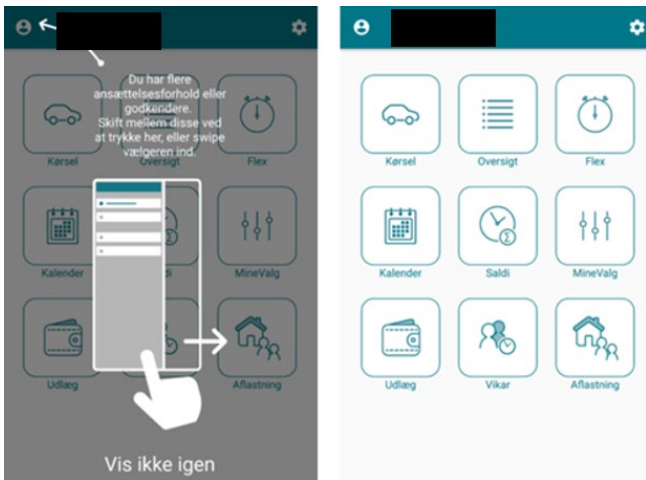 Du har flere
ansættelsesforhold eller
godkendere.
Skift mellem disse ved
at trykke her, eller swipe
vælgeren ind.
Kørsel
Oversigt
Flex
Kalender
di
MineValg
Udlæg
Aflastning
Vis ikke igen
Kørsel
Oversigt
Flex
Kalender
Saldi
MineValg
Udlæg
Vikar
Aflastning